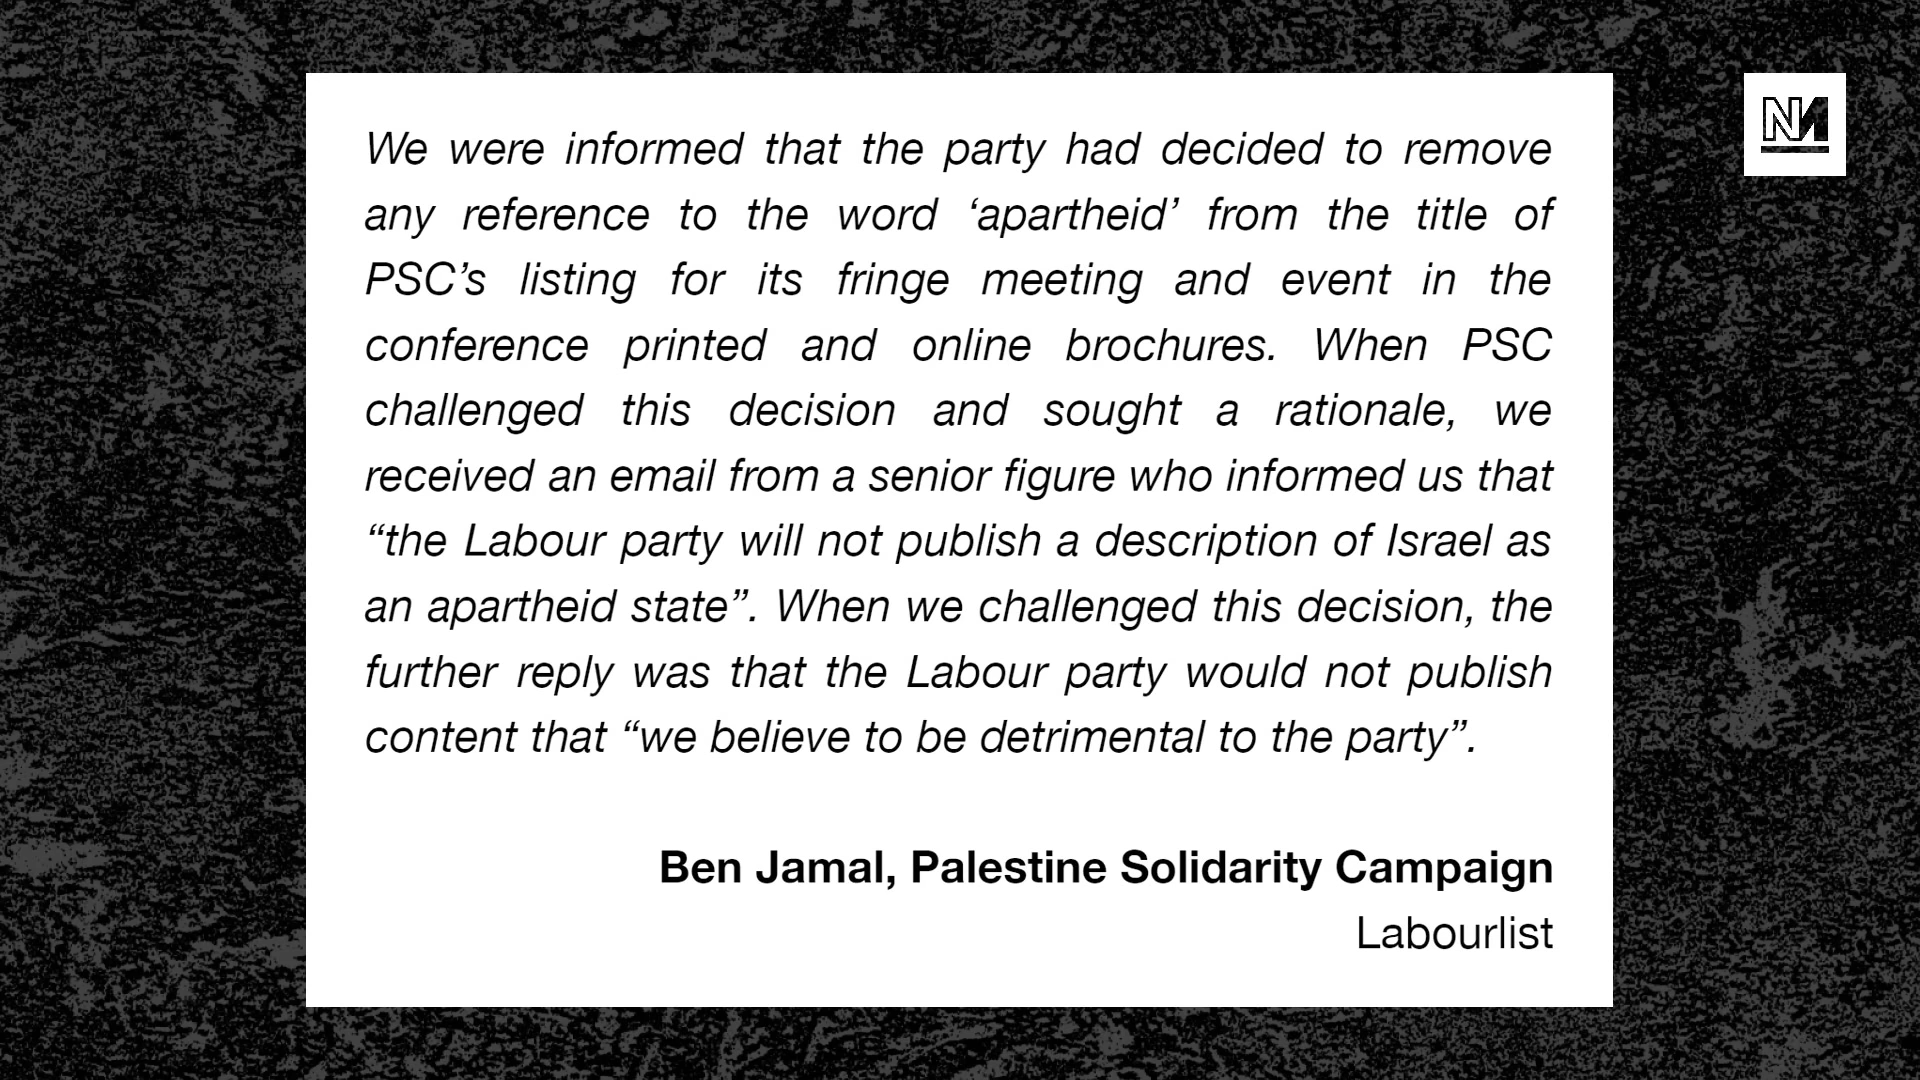 We were informed that the party had decided to remove
any reference to the word ‘apartheid’ from the title of
PSC’s listing for its fringe meeting and event in the
conference printed and online brochures. When PSC
challenged this decision and sought a rationale, we
received an email from a senior figure who informed us that
“the Labour party will not publish a description of Israel as
an apartheid state”. When we challenged this decision, the
further reply was that the Labour party would not publish
content that “we believe to be detrimental to the party”.
Ben Jamal, Palestine Solidarity Campaign
Labourlist
NM